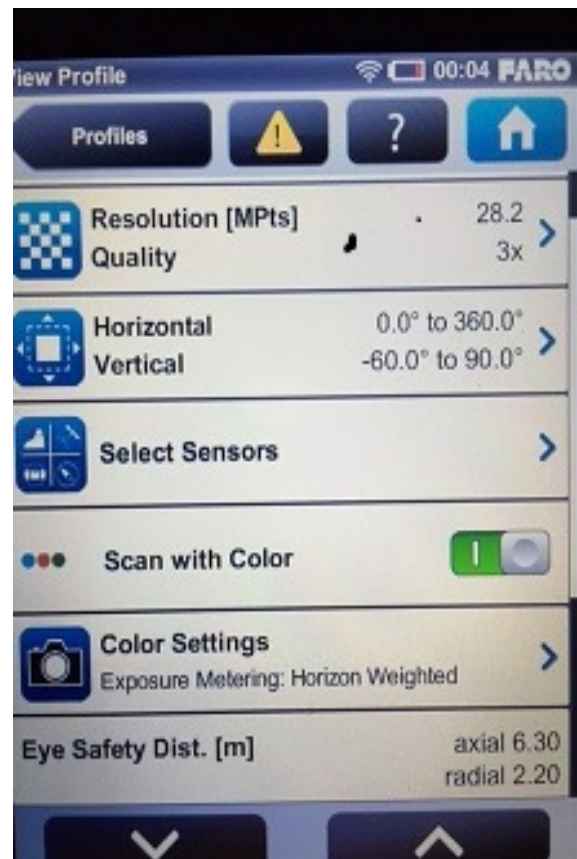 View Profile 00:04 FARO
Profiles ! ?
Resolution [MPts] 28.2
Quality 3x
Horizontal 0.0° to 360.0°
Vertical -60.0° to 90.0°
Select Sensors
Scan with Color
Color Settings
Exposure Metering: Horizon Weighted
Eye Safety Dist. [m] axial 6.30
radial 2.20